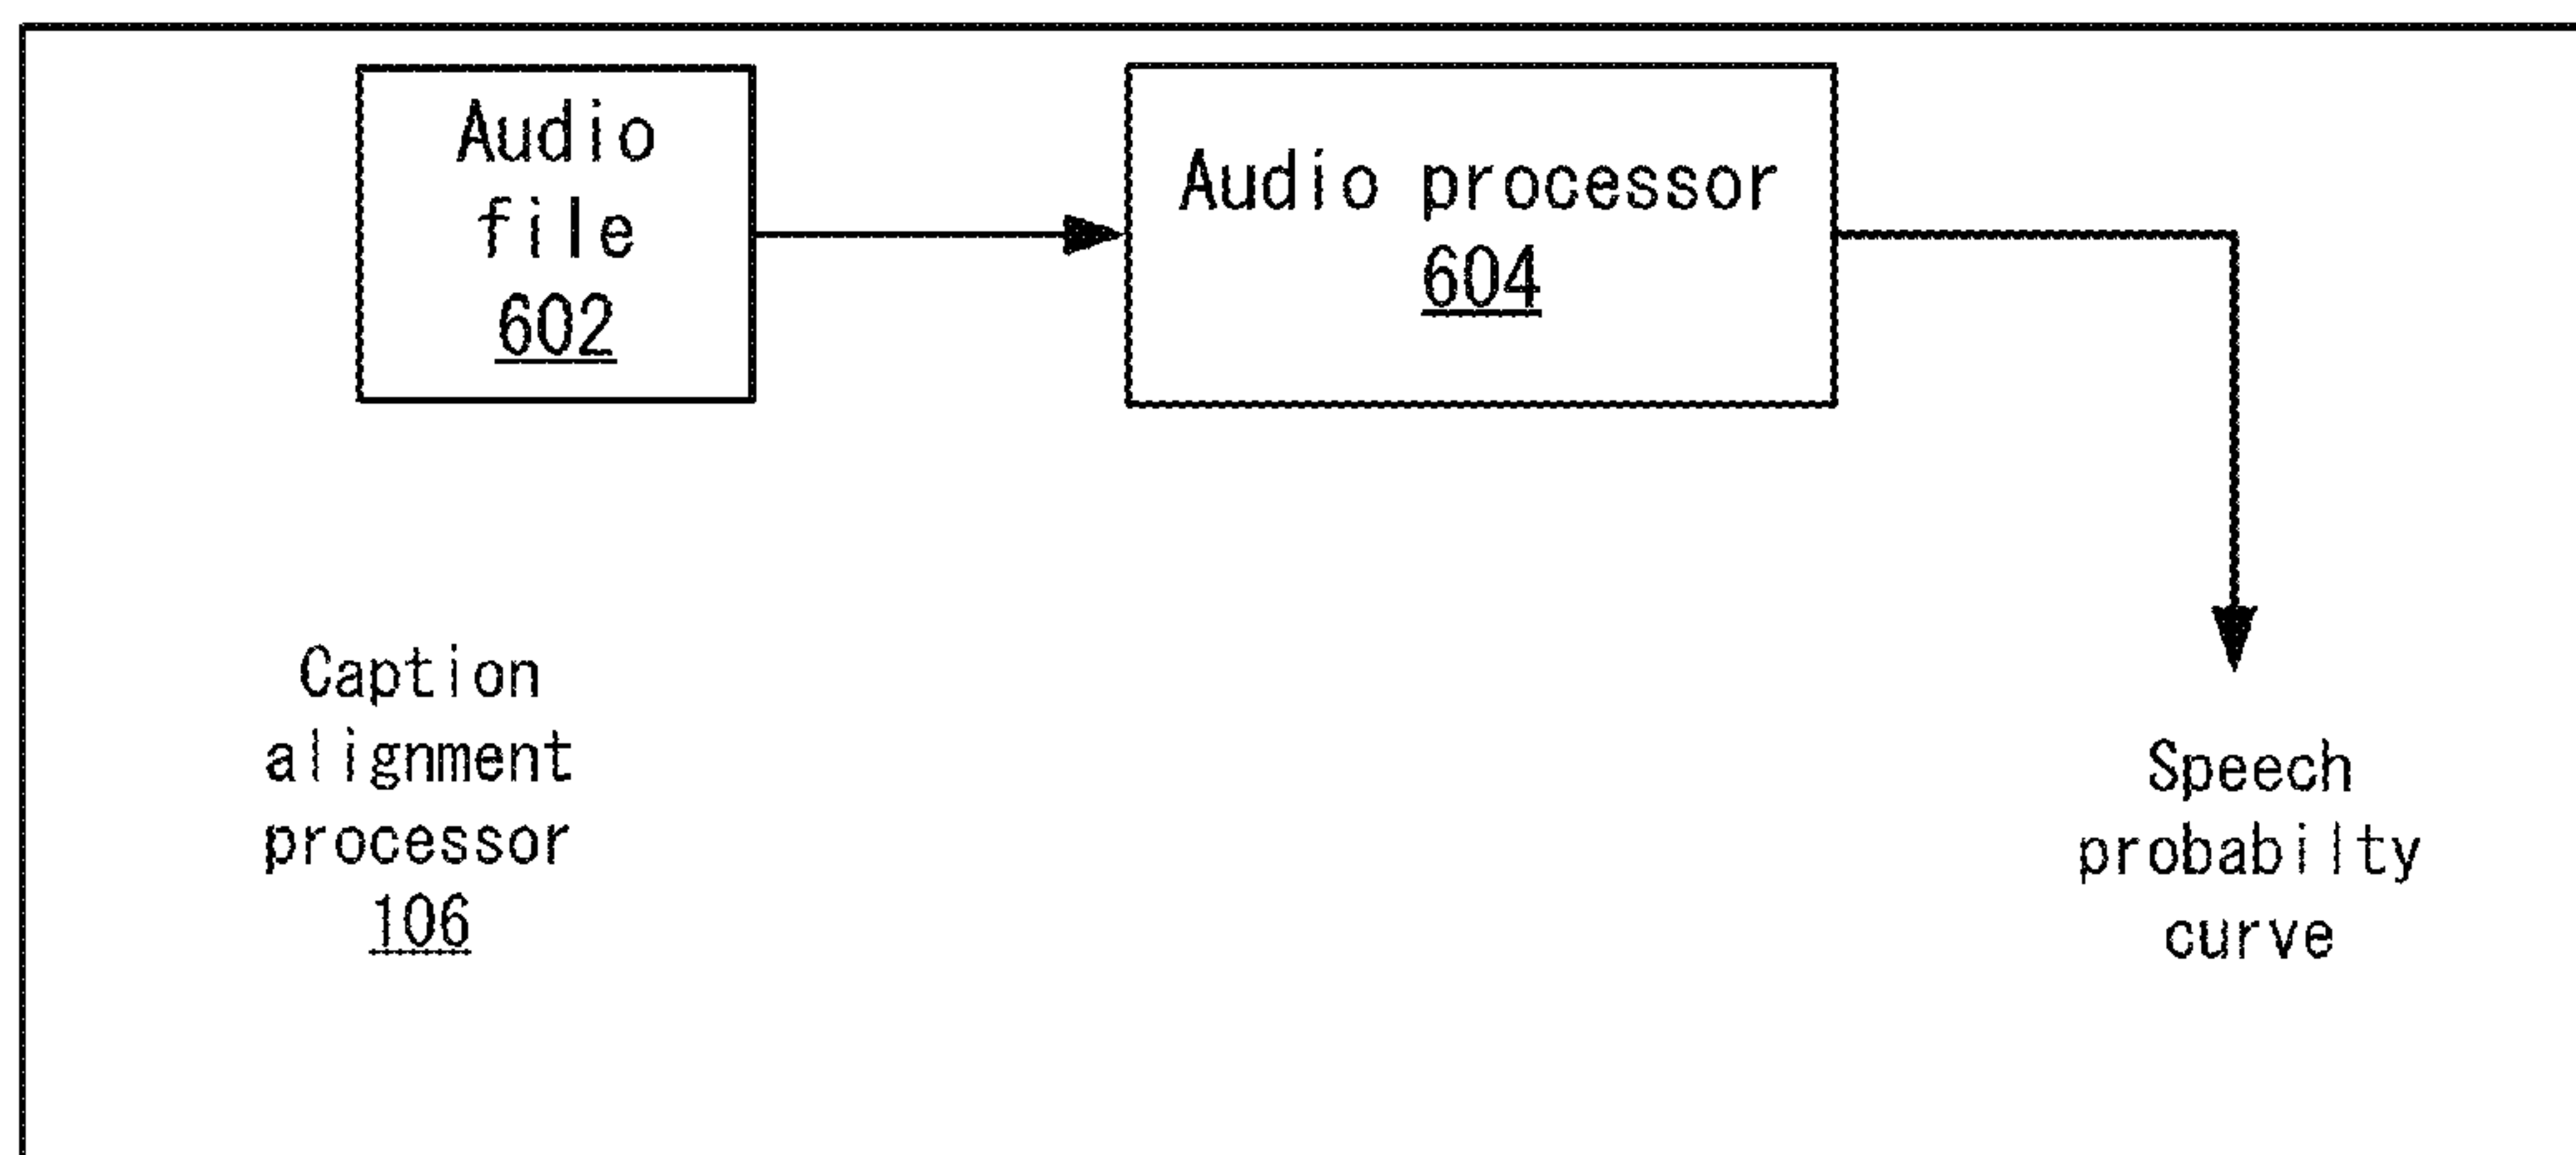 Audio
file
602
Audio processor
604
Caption
alignment
processor
106
Speech
probabilty
curve